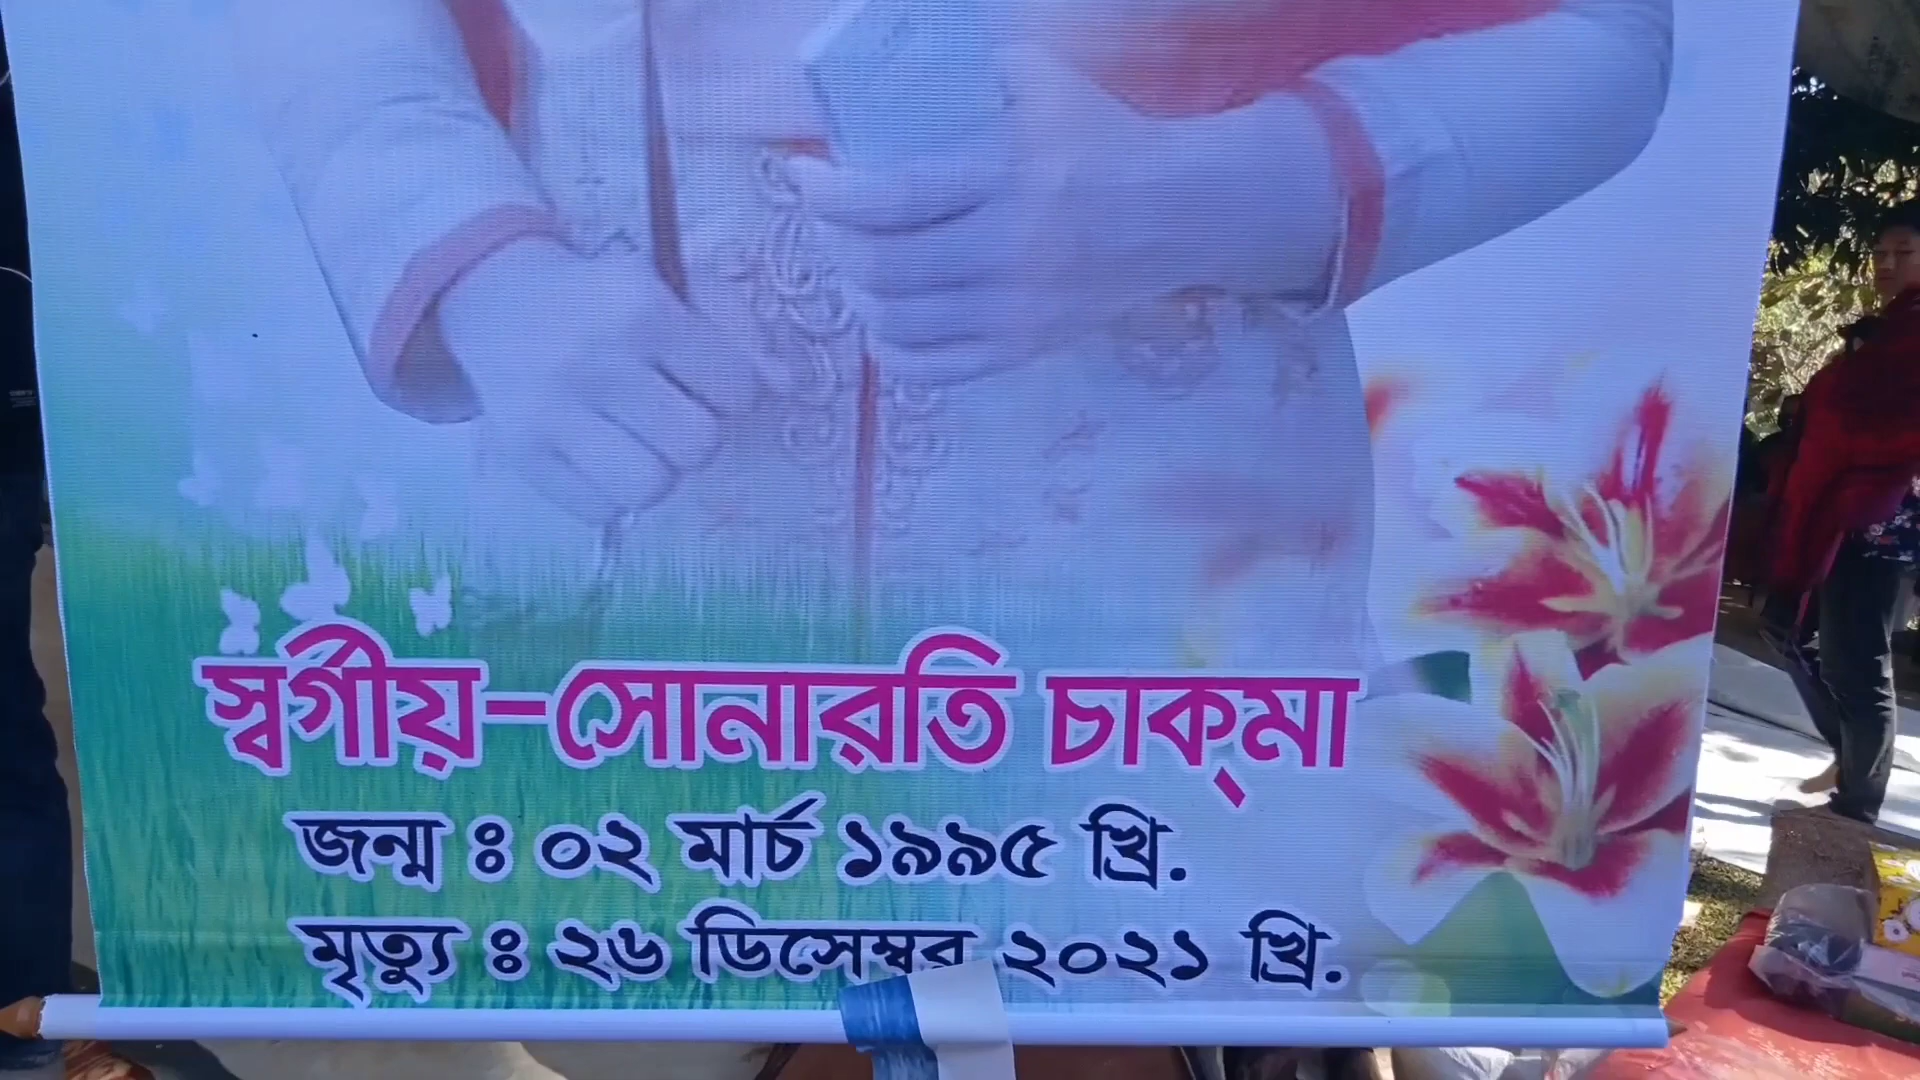 স্বর্গীয়-সোনারতি চাক্‌মা
জন্ম ঃ ০২ মার্চ ১৯৯৫ খ্রি.
মৃত্যু ঃ ২৬ ডিসেম্বর ২০২১ খ্রি.